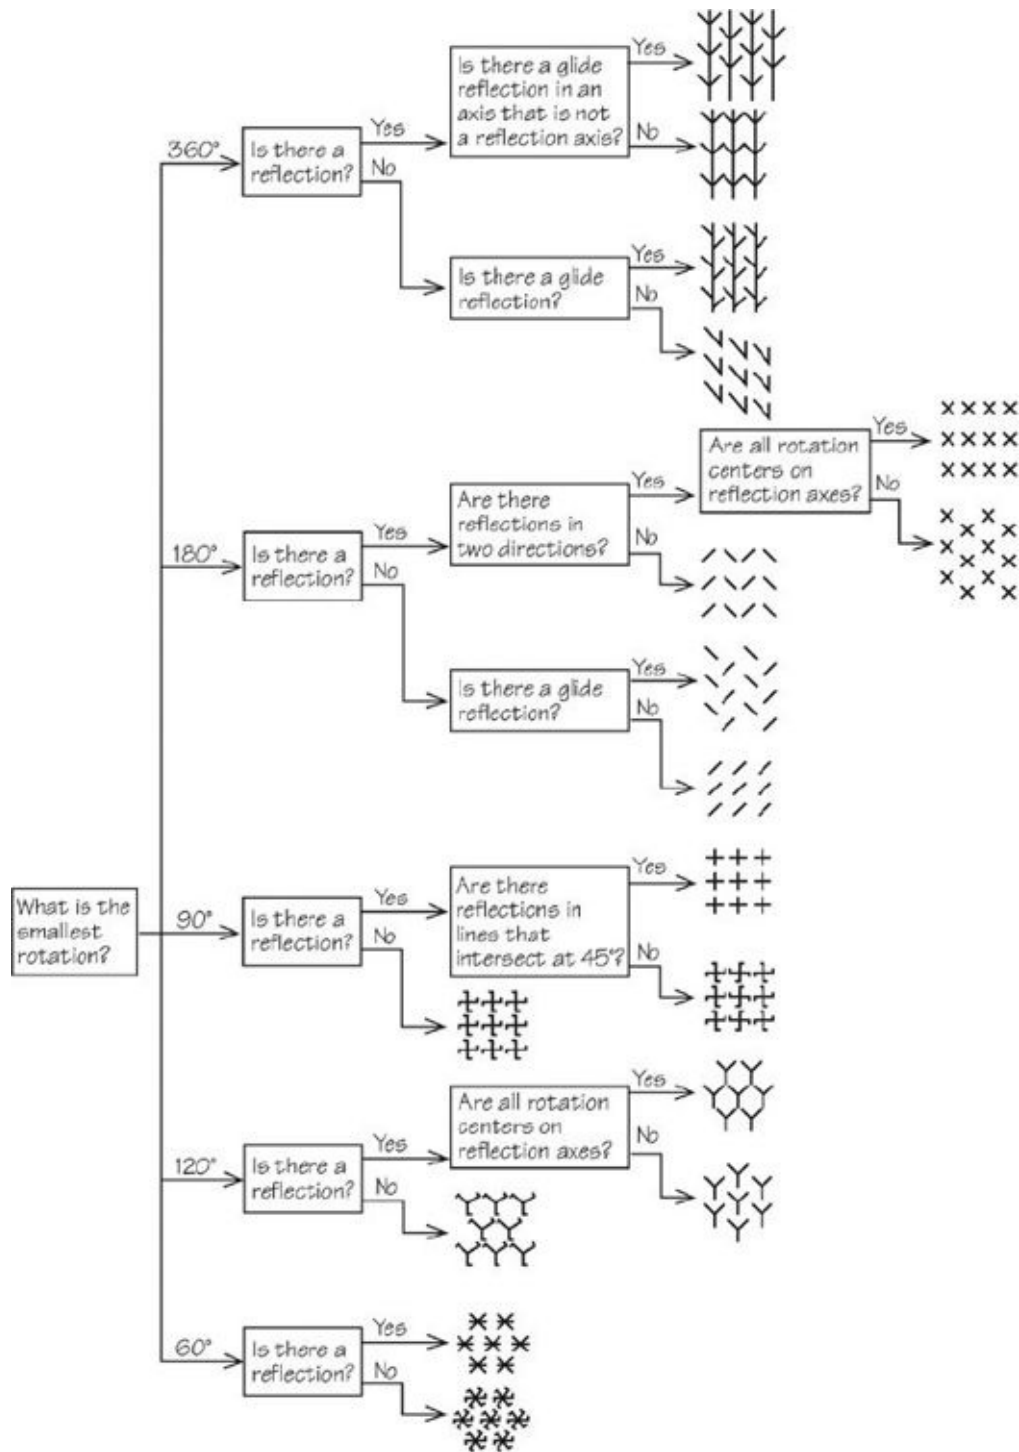 What is the
smallest
rotation?
360°
Is there a
reflection?
Yes
No
Is there a glide
reflection in an
axis that is not
a reflection axis?
Yes
No
Is there a glide
reflection?
Yes
No
180°
Is there a
reflection?
Yes
No
Are there
reflections in
two directions?
Yes
No
Are all rotation
centers on
reflection axes?
Yes
No
Is there a glide
reflection?
Yes
No
90°
Is there a
reflection?
Yes
No
Are there
reflections in
lines that
intersect at 45°?
Yes
No
120°
Is there a
reflection?
Yes
No
Are all rotation
centers on
reflection axes?
Yes
No
60°
Is there a
reflection?
Yes
No